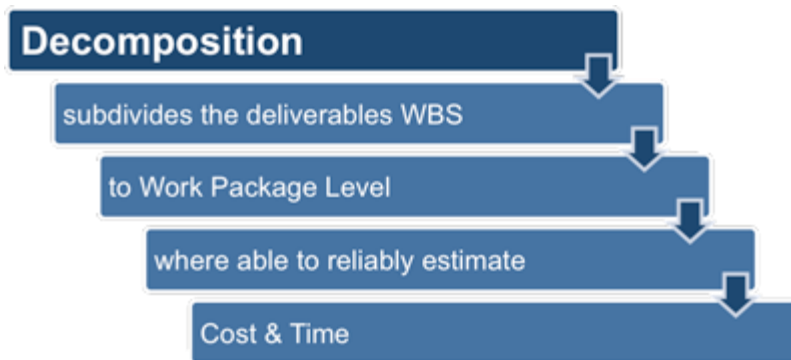 Decomposition
subdivides the deliverables WBS
to Work Package Level
where able to reliably estimate
Cost & Time